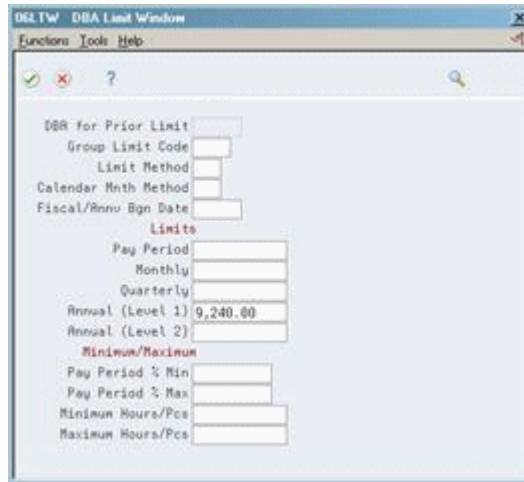 06LTW DBA Limit Window
Functions Tools Help
?
DBA for Prior Limit
Group Limit Code
Limit Method
Calendar Mnth Method
Fiscal/Annv Bgn Date
Limits
Pay Period
Monthly
Quarterly
Annual (Level 1) 9,240.00
Annual (Level 2)
Minimum/Maximum
Pay Period % Min
Pay Period % Max
Minimum Hours/Pcs
Maximum Hours/Pcs